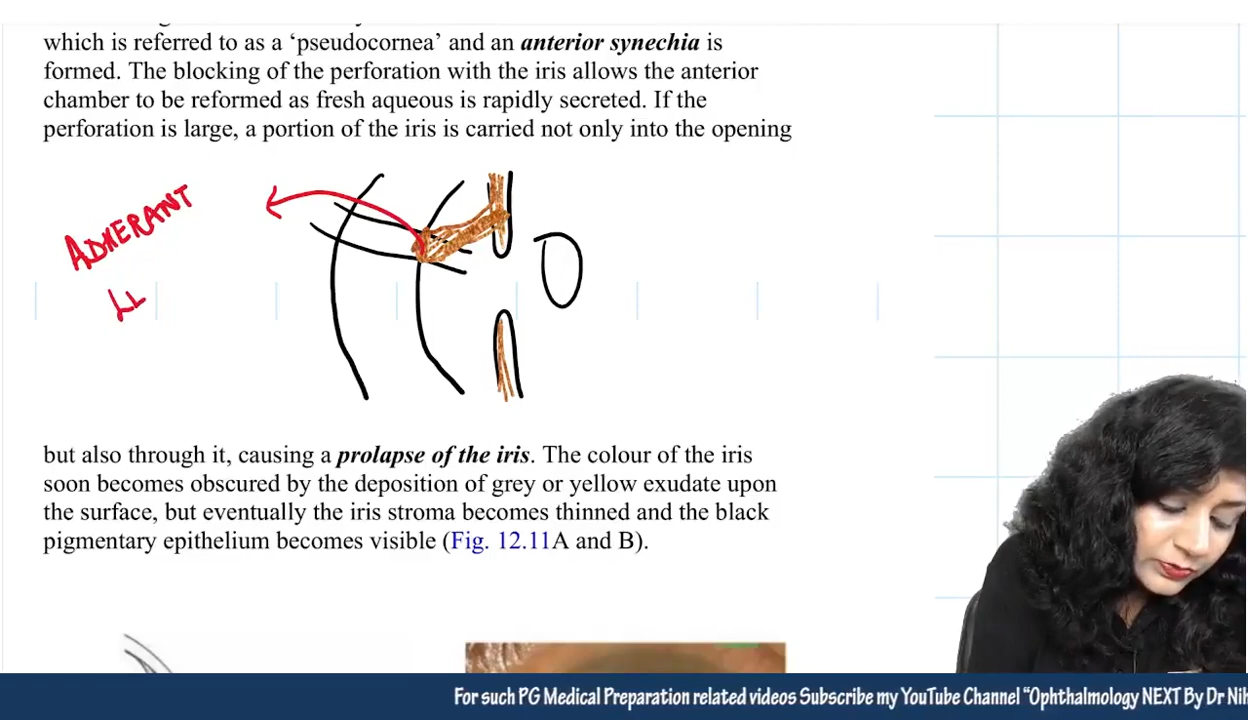 which is referred to as a ‘pseudocornea’ and an anterior synechia is
formed. The blocking of the perforation with the iris allows the anterior
chamber to be reformed as fresh aqueous is rapidly secreted. If the
perforation is large, a portion of the iris is carried not only into the opening
ADHERANT
but also through it, causing a prolapse of the iris. The colour of the iris
soon becomes obscured by the deposition of grey or yellow exudate upon
the surface, but eventually the iris stroma becomes thinned and the black
pigmentary epithelium becomes visible (Fig. 12.11A and B).
For such PG Medical Preparation related videos Subscribe my YouTube Channel “Ophthalmology NEXT By Dr Nih